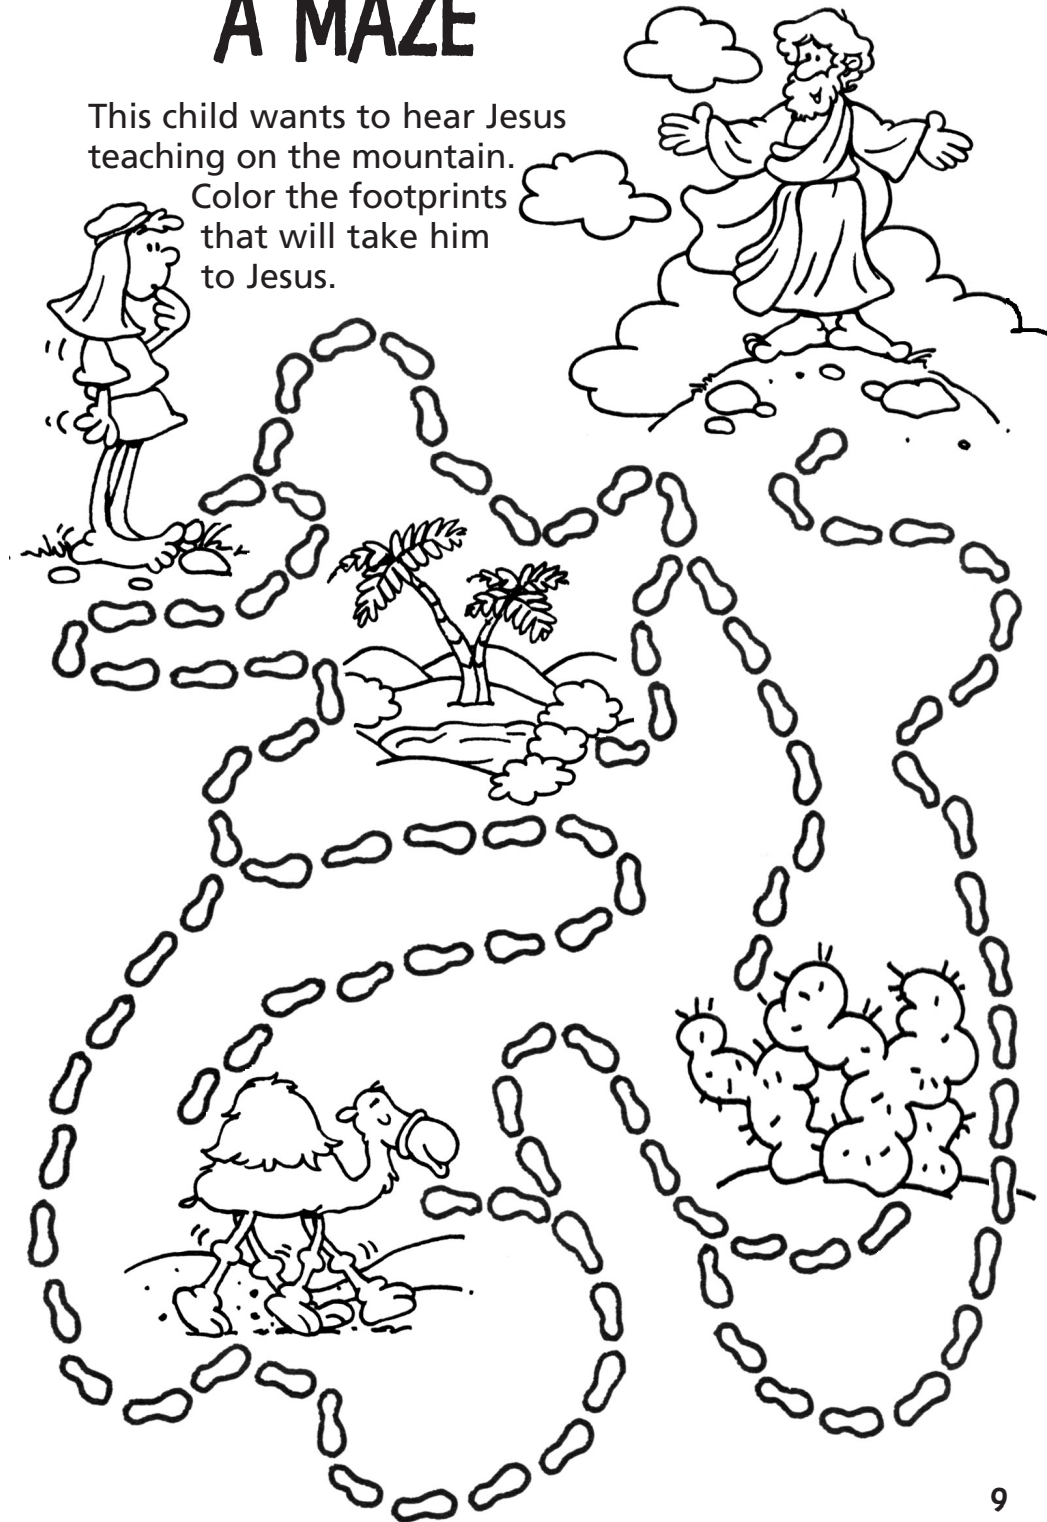 A MAZE
This child wants to hear Jesus
teaching on the mountain.
Color the footprints
that will take him
to Jesus.
9